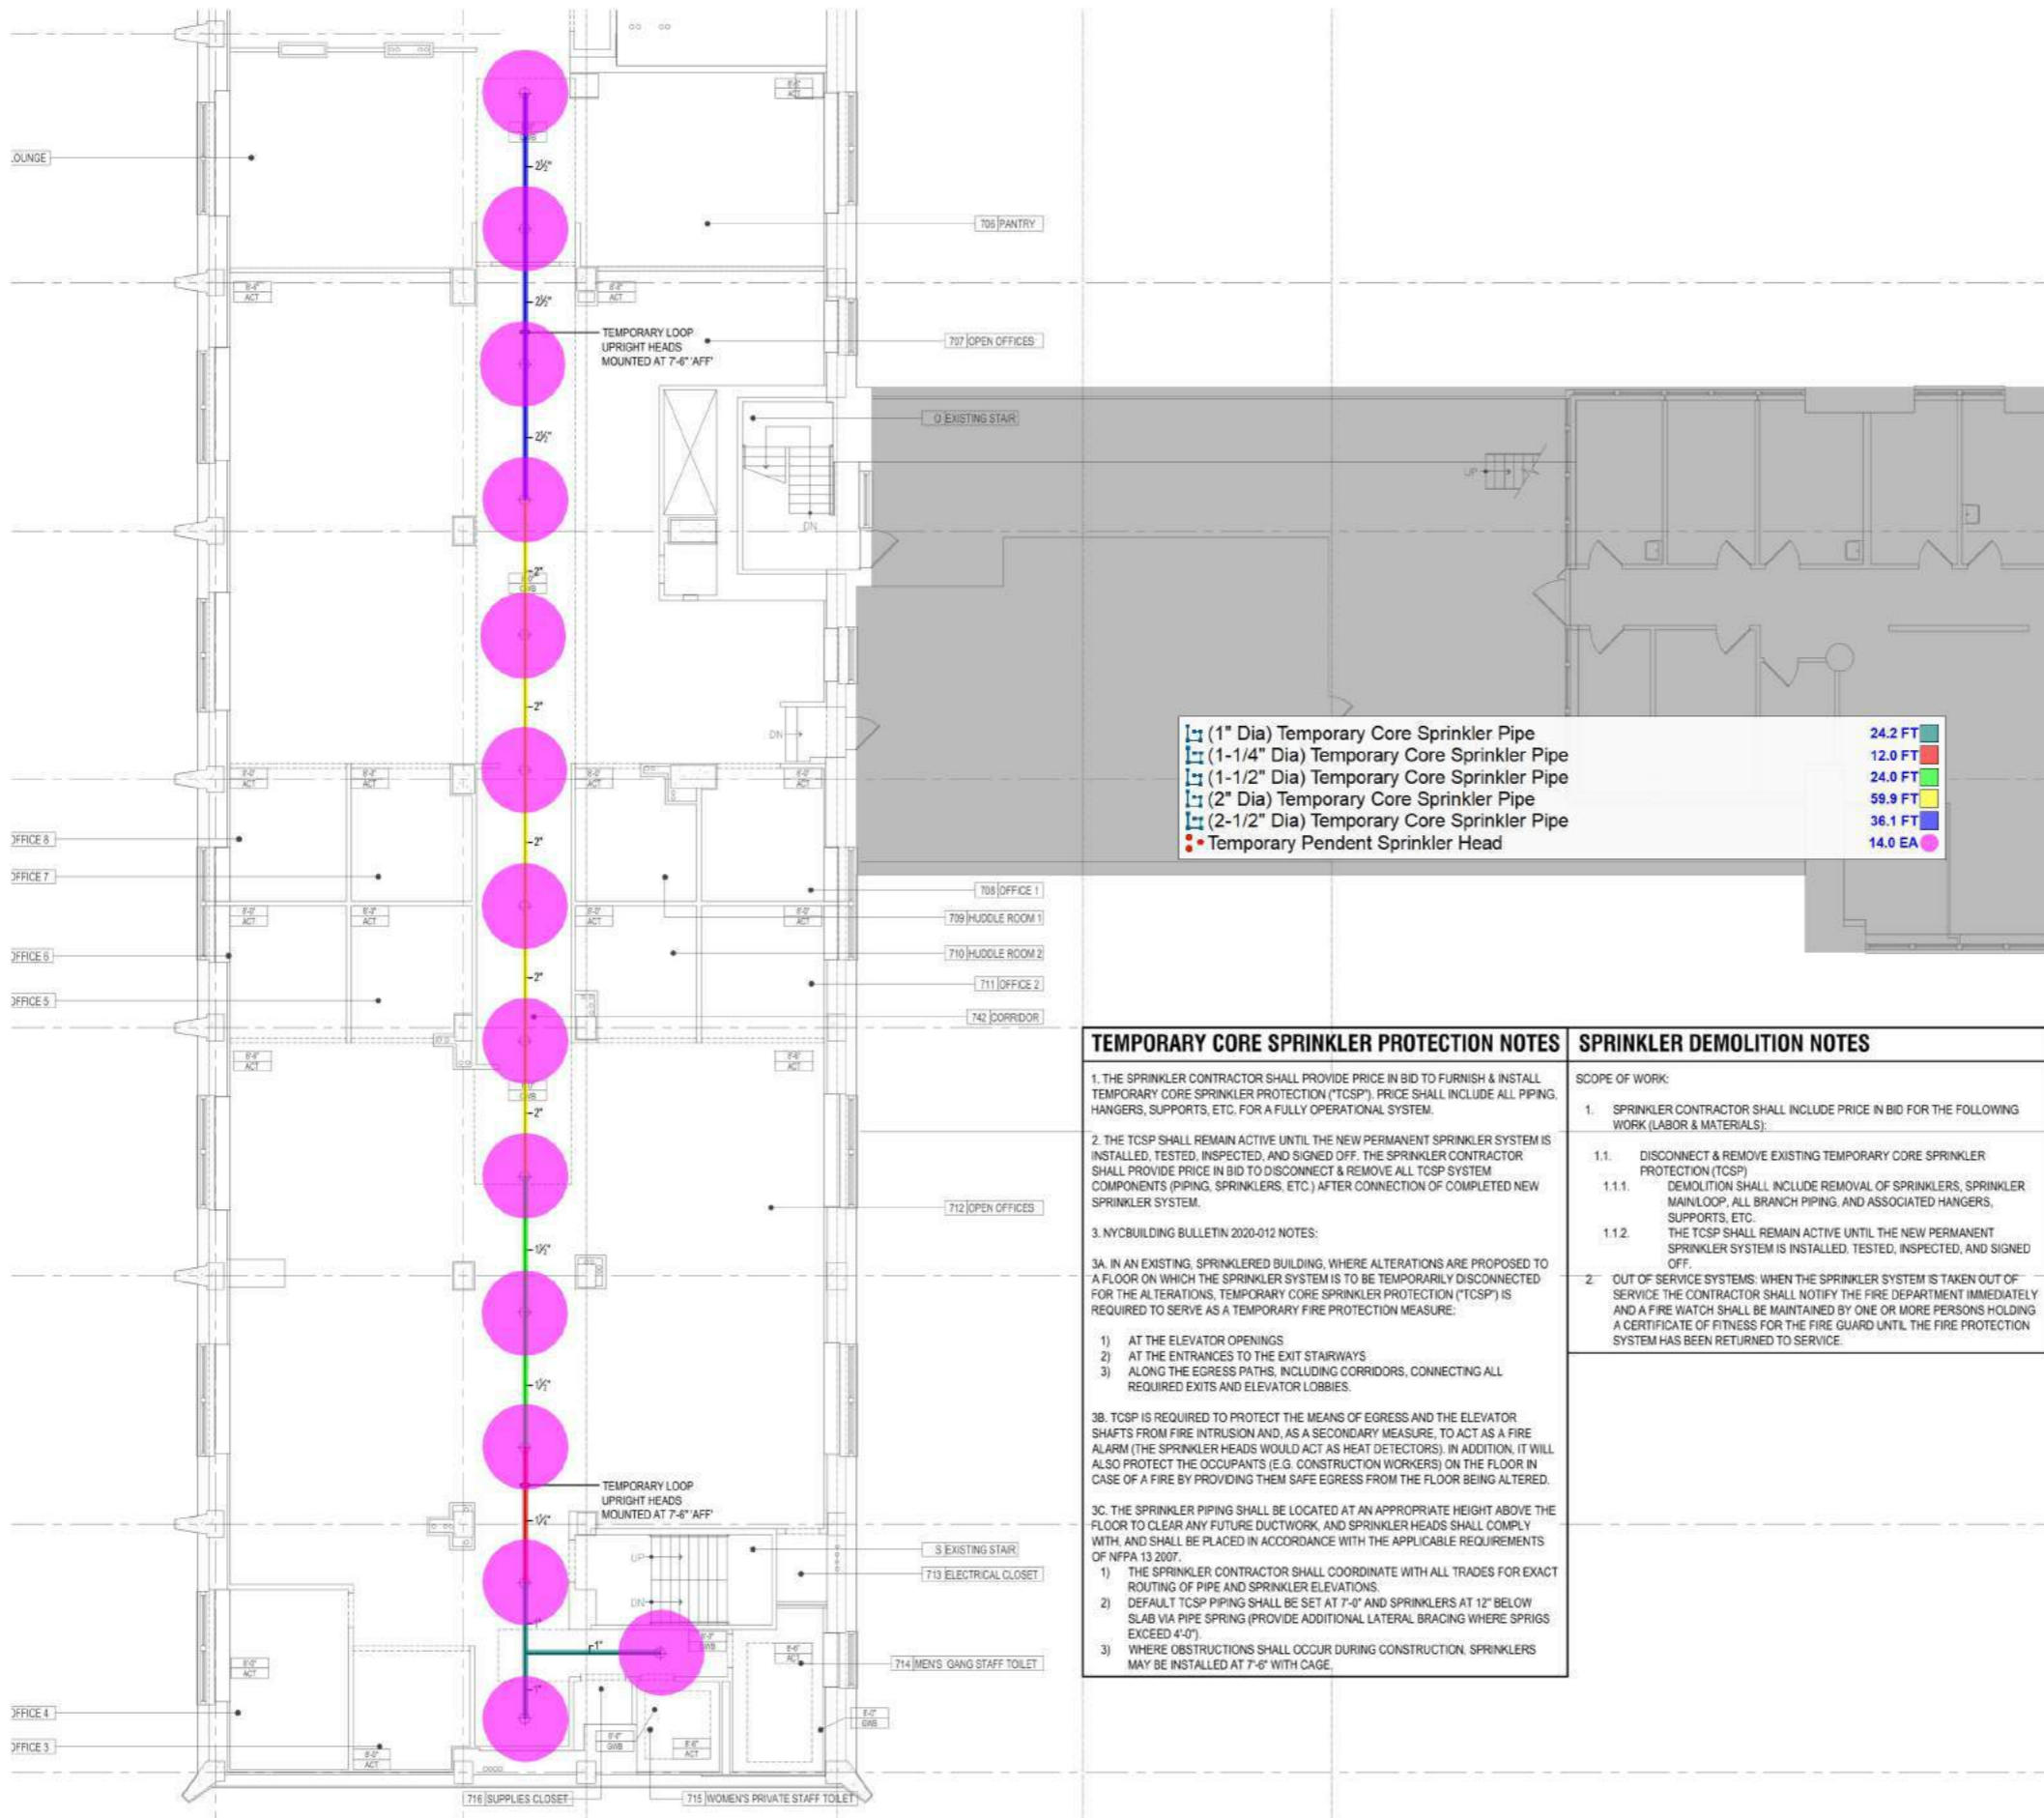 8'-6"
ACT
GWB
2½"
LOUNGE
706 PANTRY
2½"
8'-6"
ACT
8'-6"
ACT
TEMPORARY LOOP
UPRIGHT HEADS
MOUNTED AT 7'-6" 'AFF'
707 OPEN OFFICES
O EXISTING STAIR
2½"
UP
DN
2"
GWB
2"
DN
(1" Dia) Temporary Core Sprinkler Pipe 24.2 FT
(1-1/4" Dia) Temporary Core Sprinkler Pipe 12.0 FT
(1-1/2" Dia) Temporary Core Sprinkler Pipe 24.0 FT
(2" Dia) Temporary Core Sprinkler Pipe 59.9 FT
(2-1/2" Dia) Temporary Core Sprinkler Pipe 36.1 FT
Temporary Pendent Sprinkler Head 14.0 EA
ACT
ACT
ACT
ACT
OFFICE 8
2"
OFFICE 7
708 OFFICE 1
ACT
ACT
ACT
ACT
709 HUDDLE ROOM 1
OFFICE 6
710 HUDDLE ROOM 2
2"
711 OFFICE 2
OFFICE 5
742 CORRIDOR
ACT
ACT
GWB
2"
712 OPEN OFFICES
1½"
1½"
TEMPORARY LOOP
UPRIGHT HEADS
MOUNTED AT 7'-6" 'AFF'
1¼"
S EXISTING STAIR
UP
713 ELECTRICAL CLOSET
DN
1"
1"
GWB
ACT
ACT
714 MEN'S GANG STAFF TOILET
1"
OFFICE 4
GWB
GWB
ACT
OFFICE 3
ACT
716 SUPPLIES CLOSET
715 WOMEN'S PRIVATE STAFF TOILET
TEMPORARY CORE SPRINKLER PROTECTION NOTES
1. THE SPRINKLER CONTRACTOR SHALL PROVIDE PRICE IN BID TO FURNISH & INSTALL
TEMPORARY CORE SPRINKLER PROTECTION ("TCSP"). PRICE SHALL INCLUDE ALL PIPING,
HANGERS, SUPPORTS, ETC. FOR A FULLY OPERATIONAL SYSTEM.
2. THE TCSP SHALL REMAIN ACTIVE UNTIL THE NEW PERMANENT SPRINKLER SYSTEM IS
INSTALLED, TESTED, INSPECTED, AND SIGNED OFF. THE SPRINKLER CONTRACTOR
SHALL PROVIDE PRICE IN BID TO DISCONNECT & REMOVE ALL TCSP SYSTEM
COMPONENTS (PIPING, SPRINKLERS, ETC.) AFTER CONNECTION OF COMPLETED NEW
SPRINKLER SYSTEM.
3. NYCBUILDING BULLETIN 2020-012 NOTES:
3A. IN AN EXISTING, SPRINKLERED BUILDING, WHERE ALTERATIONS ARE PROPOSED TO
A FLOOR ON WHICH THE SPRINKLER SYSTEM IS TO BE TEMPORARILY DISCONNECTED
FOR THE ALTERATIONS, TEMPORARY CORE SPRINKLER PROTECTION ("TCSP") IS
REQUIRED TO SERVE AS A TEMPORARY FIRE PROTECTION MEASURE:
1) AT THE ELEVATOR OPENINGS
2) AT THE ENTRANCES TO THE EXIT STAIRWAYS
3) ALONG THE EGRESS PATHS, INCLUDING CORRIDORS, CONNECTING ALL
REQUIRED EXITS AND ELEVATOR LOBBIES.
3B. TCSP IS REQUIRED TO PROTECT THE MEANS OF EGRESS AND THE ELEVATOR
SHAFTS FROM FIRE INTRUSION AND, AS A SECONDARY MEASURE, TO ACT AS A FIRE
ALARM (THE SPRINKLER HEADS WOULD ACT AS HEAT DETECTORS). IN ADDITION, IT WILL
ALSO PROTECT THE OCCUPANTS (E.G. CONSTRUCTION WORKERS) ON THE FLOOR IN
CASE OF A FIRE BY PROVIDING THEM SAFE EGRESS FROM THE FLOOR BEING ALTERED.
3C. THE SPRINKLER PIPING SHALL BE LOCATED AT AN APPROPRIATE HEIGHT ABOVE THE
FLOOR TO CLEAR ANY FUTURE DUCTWORK, AND SPRINKLER HEADS SHALL COMPLY
WITH, AND SHALL BE PLACED IN ACCORDANCE WITH THE APPLICABLE REQUIREMENTS
OF NFPA 13 2007.
1) THE SPRINKLER CONTRACTOR SHALL COORDINATE WITH ALL TRADES FOR EXACT
ROUTING OF PIPE AND SPRINKLER ELEVATIONS.
2) DEFAULT TCSP PIPING SHALL BE SET AT 7'-0" AND SPRINKLERS AT 12" BELOW
SLAB VIA PIPE SPRING (PROVIDE ADDITIONAL LATERAL BRACING WHERE SPRIGS
EXCEED 4'-0").
3) WHERE OBSTRUCTIONS SHALL OCCUR DURING CONSTRUCTION, SPRINKLERS
MAY BE INSTALLED AT 7'-6" WITH CAGE.
SPRINKLER DEMOLITION NOTES
SCOPE OF WORK:
1. SPRINKLER CONTRACTOR SHALL INCLUDE PRICE IN BID FOR THE FOLLOWING
WORK (LABOR & MATERIALS):
1.1. DISCONNECT & REMOVE EXISTING TEMPORARY CORE SPRINKLER
PROTECTION (TCSP)
1.1.1. DEMOLITION SHALL INCLUDE REMOVAL OF SPRINKLERS, SPRINKLER
MAIN/LOOP, ALL BRANCH PIPING, AND ASSOCIATED HANGERS,
SUPPORTS, ETC.
1.1.2. THE TCSP SHALL REMAIN ACTIVE UNTIL THE NEW PERMANENT
SPRINKLER SYSTEM IS INSTALLED, TESTED, INSPECTED, AND SIGNED
OFF.
2. OUT OF SERVICE SYSTEMS: WHEN THE SPRINKLER SYSTEM IS TAKEN OUT OF
SERVICE THE CONTRACTOR SHALL NOTIFY THE FIRE DEPARTMENT IMMEDIATELY
AND A FIRE WATCH SHALL BE MAINTAINED BY ONE OR MORE PERSONS HOLDING
A CERTIFICATE OF FITNESS FOR THE FIRE GUARD UNTIL THE FIRE PROTECTION
SYSTEM HAS BEEN RETURNED TO SERVICE.